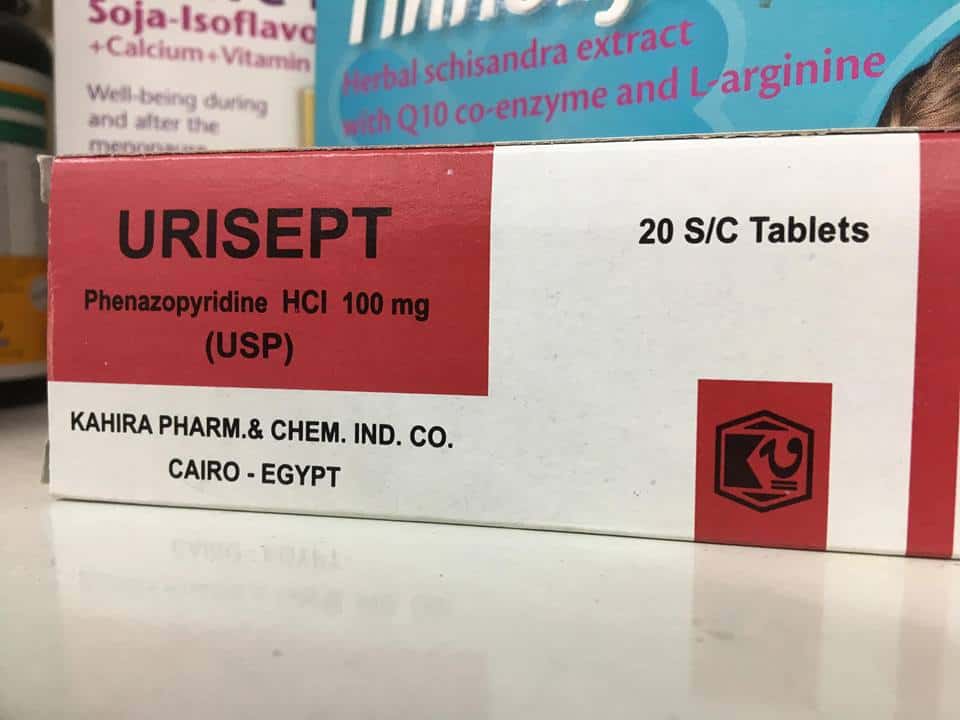 Soja-Isoflavo
+Calcium+Vitamin
Well-being during
and after the
menopause
Herbal schisandra extract
with Q10 co-enzyme and L-arginine
URISEPT
Phenazopyridine HCl 100 mg
(USP)
20 S/C Tablets
KAHIRA PHARM.& CHEM. IND. CO.
CAIRO - EGYPT